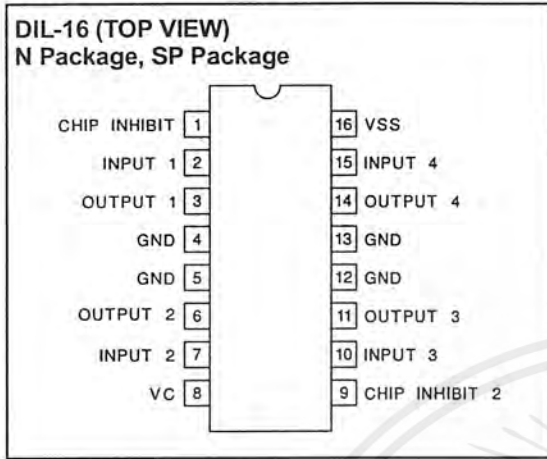 DIL-16 (TOP VIEW)
N Package, SP Package
CHIP INHIBIT 1
16 VSS
INPUT 1 2
15 INPUT 4
OUTPUT 1 3
14 OUTPUT 4
GND 4
13 GND
GND 5
12 GND
OUTPUT 2 6
11 OUTPUT 3
INPUT 2 7
10 INPUT 3
VC 8
9 CHIP INHIBIT 2